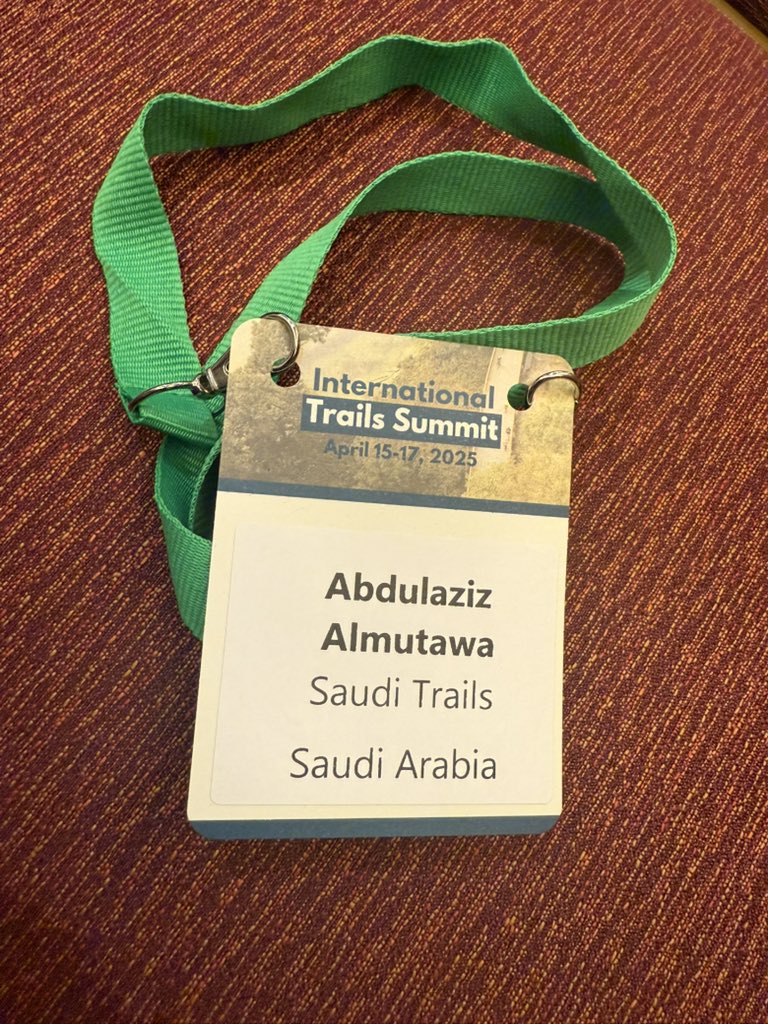 International
Trails Summit
April 15-17, 2025
Abdulaziz
Almutawa
Saudi Trails
Saudi Arabia